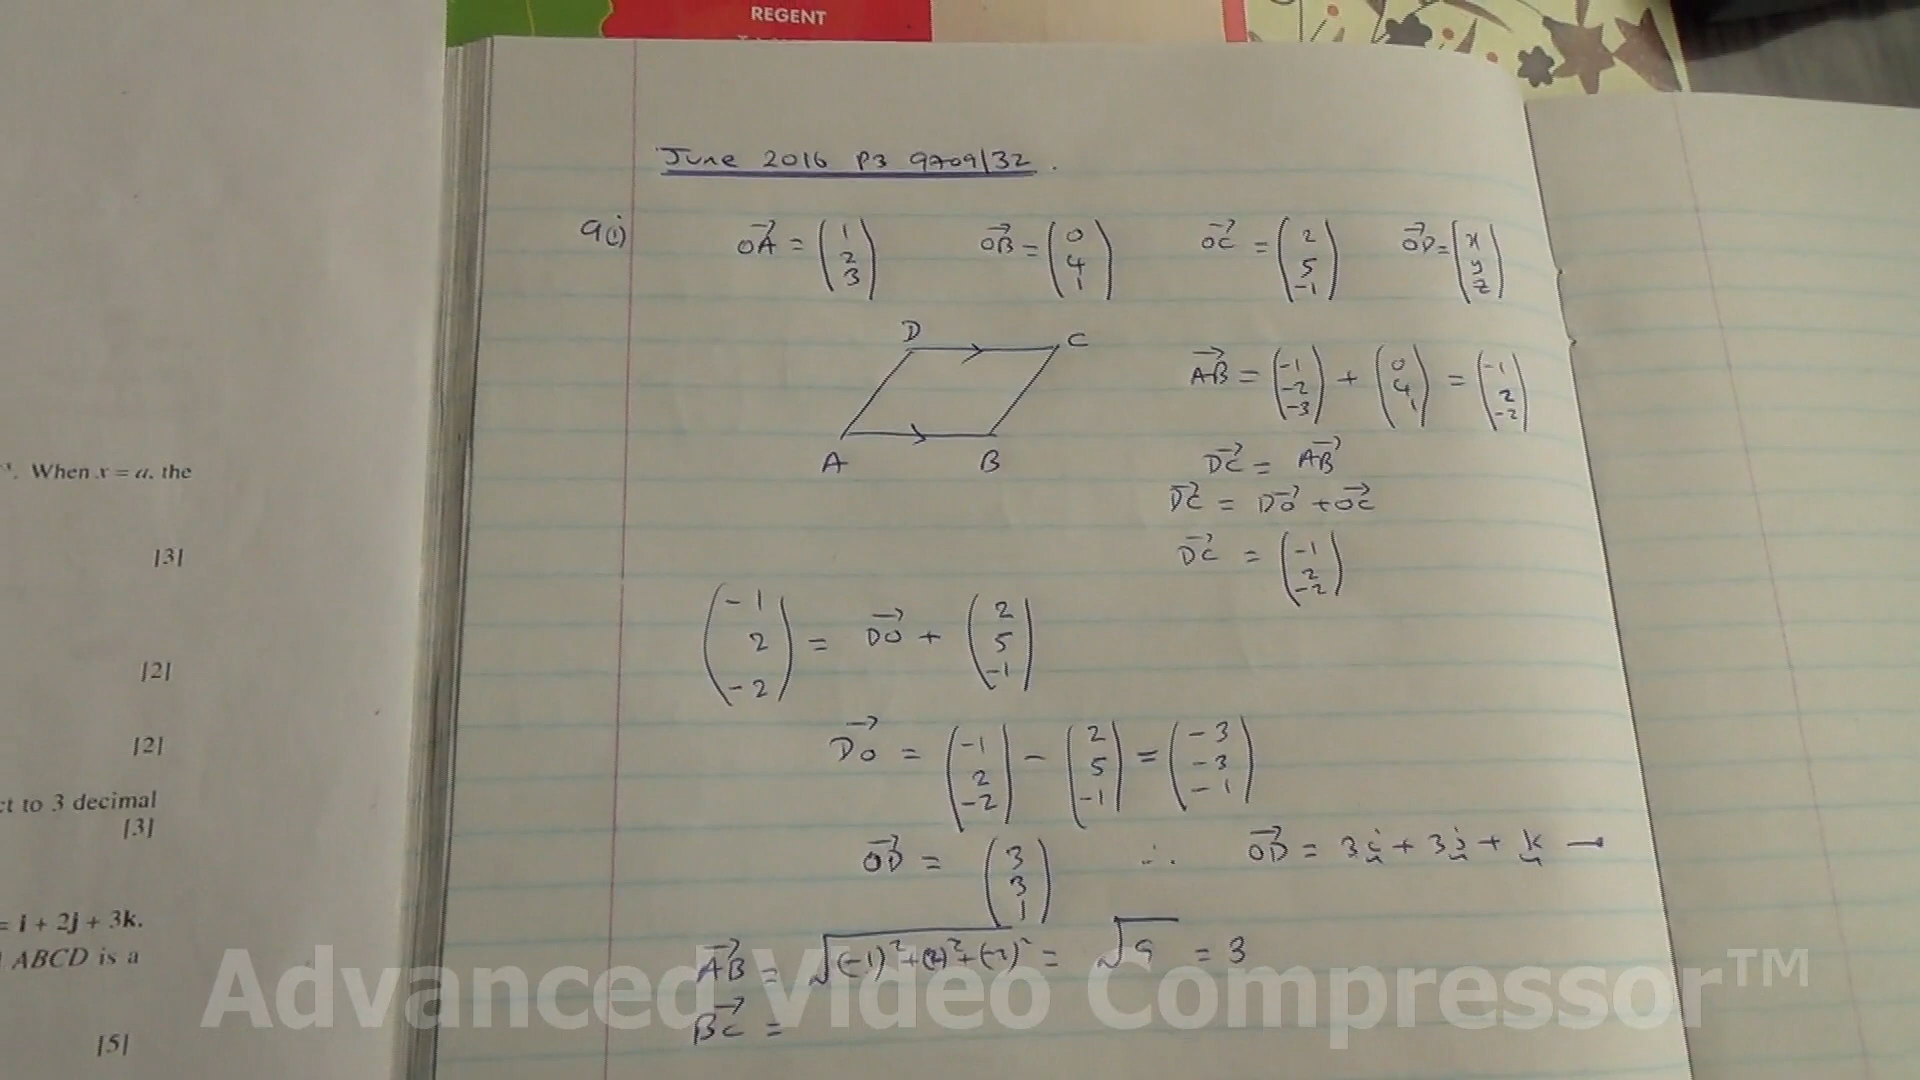 REGENT
June 2016 P3 9709/32.
9(i) OA→ = (1 2 3) OB→ = (0 4 1) OC→ = (2 5 -1) OD→ = (x y z)
D C
A B
AB→ = (-1 -2 -3) + (0 4 1) = (-1 2 -2)
DC→ = AB→
DC→ = DO→ + OC→
DC→ = (-1 2 -2)
(-1 2 -2) = DO→ + (2 5 -1)
DO→ = (-1 2 -2) - (2 5 -1) = (-3 -3 -1)
OD→ = (3 3 1) ∴ OD→ = 3i + 3j + k
AB→ = √(-1)² + (2)² + (-2)² = √9 = 3
BC→ =
When x = a, the
[3]
[2]
[2]
ct to 3 decimal
[3]
= i + 2j + 3k.
ABCD is a
[5]
Advanced Video Compressor™